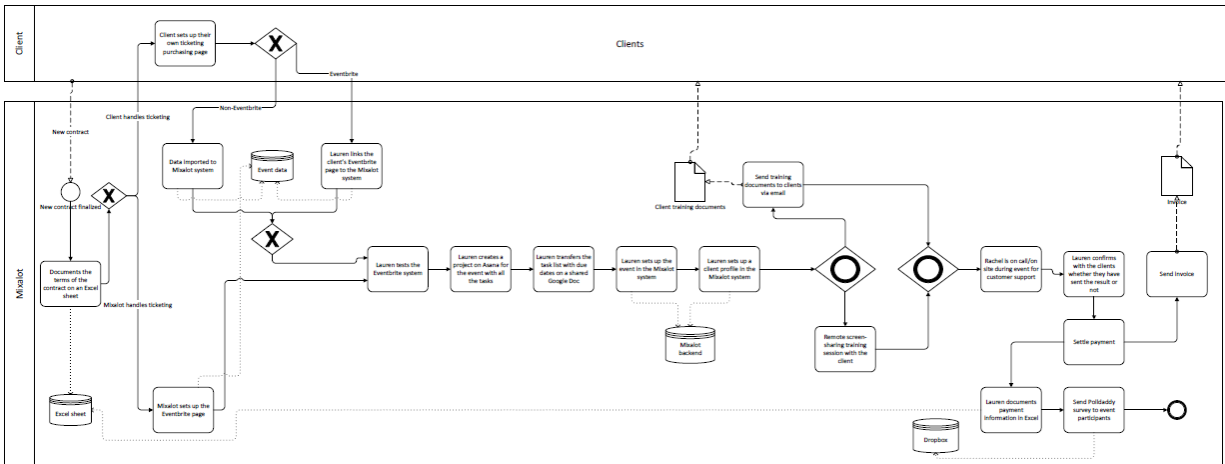 Client
Clients
Client sets up their
own ticketing
purchasing page
X
Eventbrite
Non-Eventbrite
Client handles ticketing
New contract
Mixalot
New contract finalized
X
Data imported to
Mixalot system
Event data
Lauren links the
client's Eventbrite
page to the Mixalot
system
X
Documents the
terms of the
contract on an Excel
sheet
Mixalot handles ticketing
Excel sheet
Mixalot sets up the
Eventbrite page
Lauren tests the
Eventbrite system
Lauren creates a
project on Asana for
the event with all
the tasks
Lauren transfers the
task list with due
dates on a shared
Google Doc
Lauren sets up the
event in the Mixalot
system
Lauren sets up a
client profile in the
Mixalot system
Mixalot
backend
Client training documents
Send training
documents to clients
via email
Remote screen-
sharing training
session with the
client
Rachel is on call/on
site during event for
customer support
Lauren confirms
with the clients
whether they have
sent the result or
not
Invoice
Send Invoice
Settle payment
Lauren documents
payment
information in Excel
Send Polldaddy
survey to event
participants
Dropbox